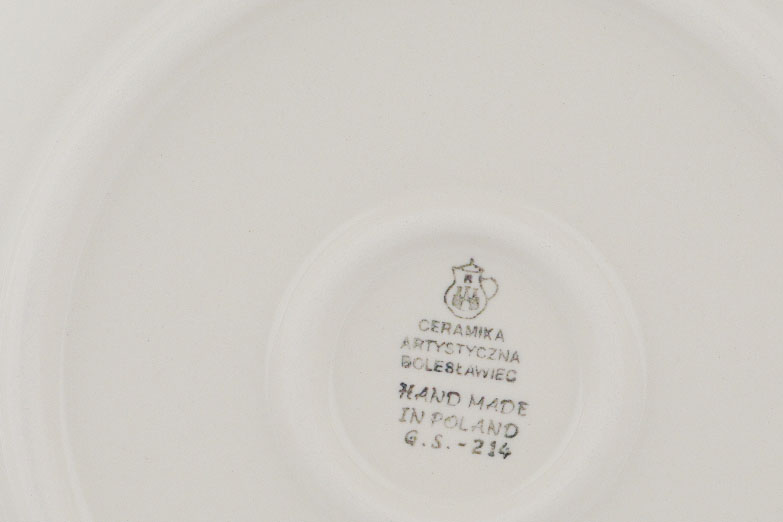 CERAMIKA
ARTYSTYCZNA
BOLESŁAWIEC
HAND MADE
IN POLAND
G.S.-214